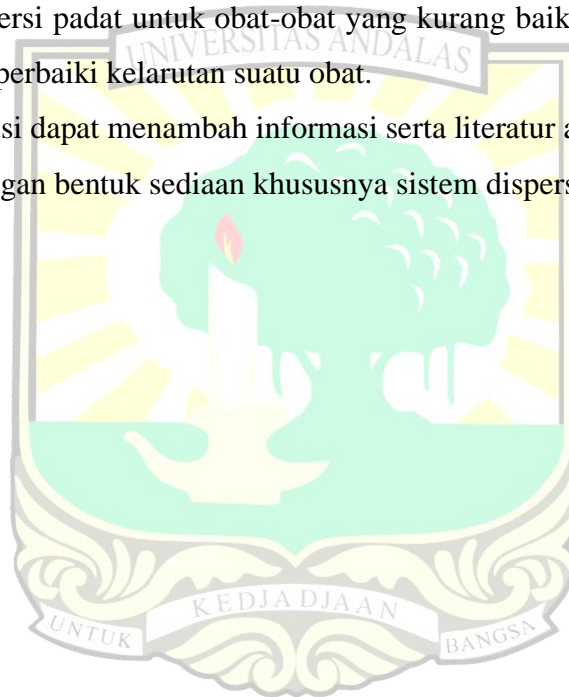 ersi padat untuk obat-obat yang kurang baik
perbaiki kelarutan suatu obat.
si dapat menambah informasi serta literatur
gan bentuk sediaan khususnya sistem dispers
UNIVERSITAS ANDALAS
UNTUK KEDJADJAAN BANGSA